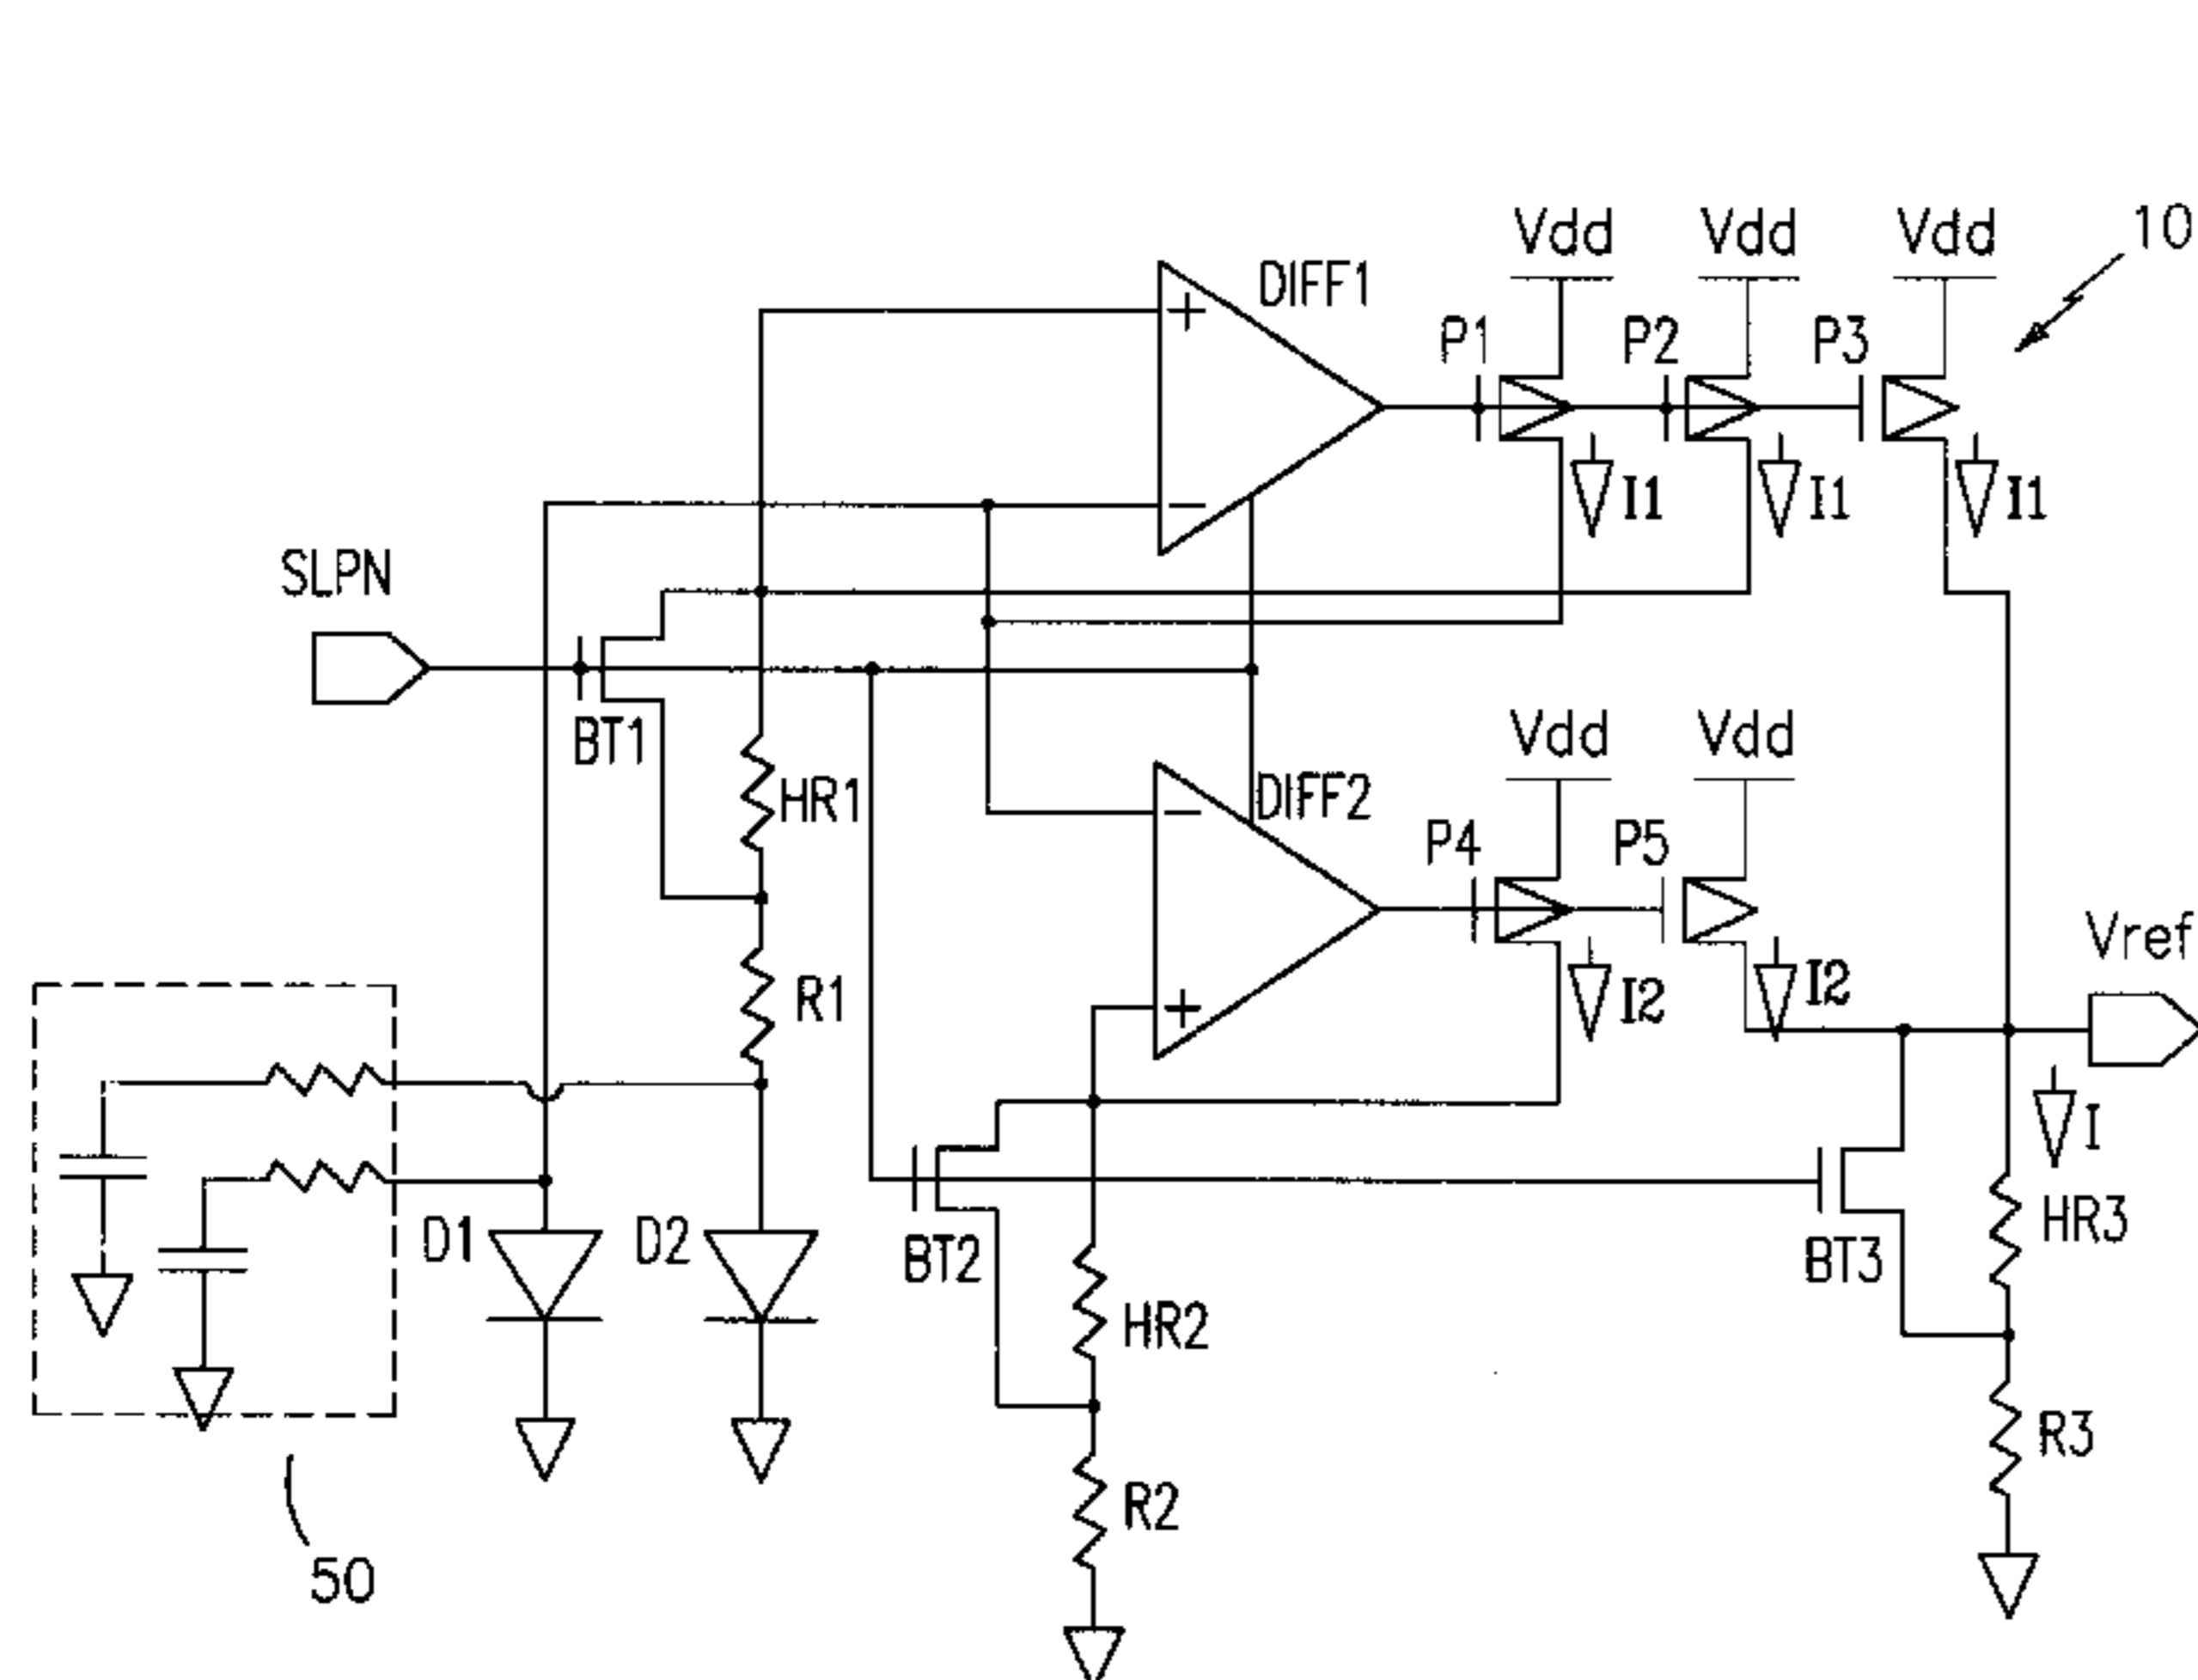 Vdd Vdd Vdd 10
DIFF1
P1 P2 P3
+
I1 I1 I1
−
SLPN
BT1
Vdd Vdd
HR1
DIFF2
−
P4 P5
Vref
R1
I2 I2
+
I
D1 D2
BT2
BT3
HR3
HR2
R3
R2
50